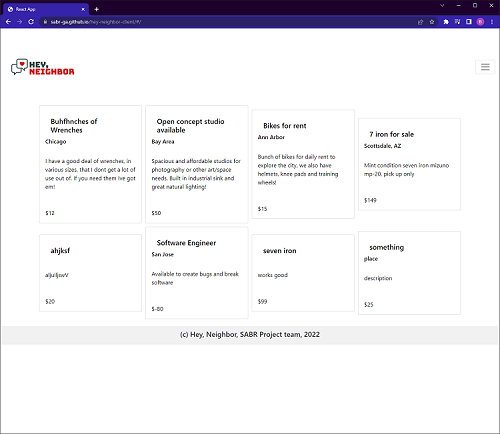 React App
sabr-ga.github.io/hey-neighbor-client/#/
HEY,
NEIGHBOR
Buhfhnches of
Wrenches
Chicago
I have a good deal of wrenches, in
various sizes, that I dont get a lot of
use out of. If you need them Ive got
em!
$12
Open concept studio
available
Bay Area
Spacious and affordable studios for
photography or other art/space
needs. Built in industrial sink and
great natural lighting!
$50
Bikes for rent
Ann Arbor
Bunch of bikes for daily rent to
explore the city, we also have
helmets, knee pads and training
wheels!
$15
7 iron for sale
Scottsdale, AZ
Mint condition seven iron mizuno
mp-20, pick up only
$149
ahjksf
$20
Software Engineer
San Jose
Available to create bugs and break
software
$-60
seven iron
works good
$99
something
place
description
$25
(c) Hey, Neighbor, SABR Project team, 2022